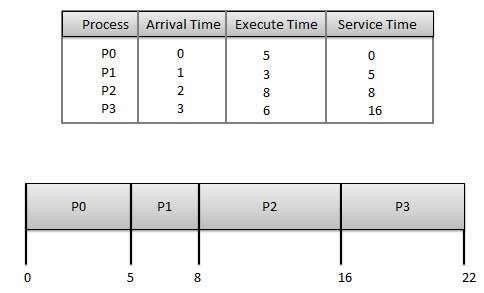 Process Arrival Time Execute Time Service Time
P0 0 5 0
P1 1 3 5
P2 2 8 8
P3 3 6 16
P0 P1 P2 P3
0 5 8 16 22